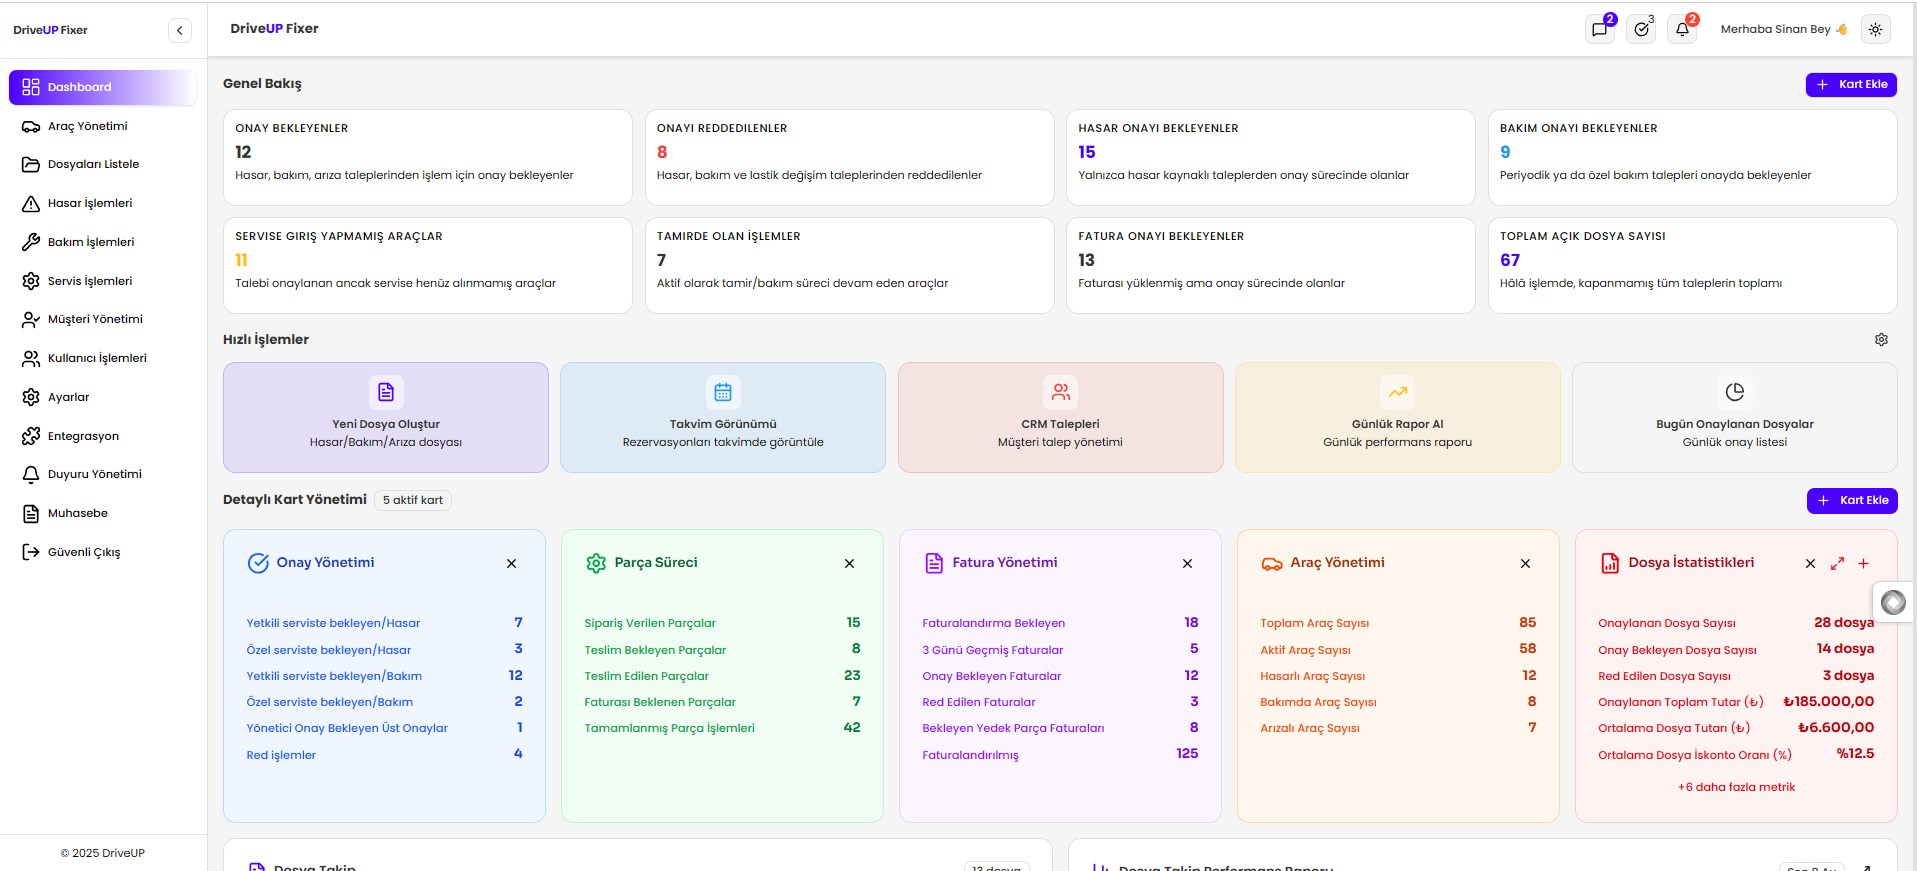 DriveUP Fixer
Dashboard
Araç Yönetimi
Dosyaları Listele
Hasar İşlemleri
Bakım İşlemleri
Servis İşlemleri
Müşteri Yönetimi
Kullanıcı İşlemleri
Ayarlar
Entegrasyon
Duyuru Yönetimi
Muhasebe
Güvenli Çıkış
© 2025 DriveUP
DriveUP Fixer
2
3
2
Merhaba Sinan Bey 👋
Genel Bakış
Kart Ekle
ONAY BEKLEYENLER
12
Hasar, bakım, arıza taleplerinden işlem için onay bekleyenler
ONAYI REDDEDILENLER
8
Hasar, bakım ve lastik değişim taleplerinden reddedilenler
HASAR ONAYI BEKLEYENLER
15
Yalnızca hasar kaynaklı taleplerden onay sürecinde olanlar
BAKIM ONAYI BEKLEYENLER
9
Periyodik ya da özel bakım talepleri onayda bekleyenler
SERVISE GIRIŞ YAPMAMIŞ ARAÇLAR
11
Talebi onaylanan ancak servise henüz alınmamış araçlar
TAMIRDE OLAN İŞLEMLER
7
Aktif olarak tamir/bakım süreci devam eden araçlar
FATURA ONAYI BEKLEYENLER
13
Faturası yüklenmiş ama onay sürecinde olanlar
TOPLAM AÇIK DOSYA SAYISI
67
Hâlâ işlemde, kapanmamış tüm taleplerin toplamı
Hızlı İşlemler
Yeni Dosya Oluştur
Hasar/Bakım/Arıza dosyası
Takvim Görünümü
Rezervasyonları takvimde görüntüle
CRM Talepleri
Müşteri talep yönetimi
Günlük Rapor Al
Günlük performans raporu
Bugün Onaylanan Dosyalar
Günlük onay listesi
Detaylı Kart Yönetimi 5 aktif kart
Kart Ekle
Onay Yönetimi
Yetkili serviste bekleyen/Hasar 7
Özel serviste bekleyen/Hasar 3
Yetkili serviste bekleyen/Bakım 12
Özel serviste bekleyen/Bakım 2
Yönetici Onay Bekleyen Üst Onaylar 1
Red işlemler 4
Parça Süreci
Sipariş Verilen Parçalar 15
Teslim Bekleyen Parçalar 8
Teslim Edilen Parçalar 23
Faturası Beklenen Parçalar 7
Tamamlanmış Parça İşlemleri 42
Fatura Yönetimi
Faturalandırma Bekleyen 18
3 Günü Geçmiş Faturalar 5
Onay Bekleyen Faturalar 12
Red Edilen Faturalar 3
Bekleyen Yedek Parça Faturaları 8
Faturalandırılmış 125
Araç Yönetimi
Toplam Araç Sayısı 85
Aktif Araç Sayısı 58
Hasarlı Araç Sayısı 12
Bakımda Araç Sayısı 8
Arızalı Araç Sayısı 7
Dosya İstatistikleri
Onaylanan Dosya Sayısı 28 dosya
Onay Bekleyen Dosya Sayısı 14 dosya
Red Edilen Dosya Sayısı 3 dosya
Onaylanan Toplam Tutar (₺) ₺185.000,00
Ortalama Dosya Tutarı (₺) ₺6.600,00
Ortalama Dosya İskonto Oranı (%) %12.5
+6 daha fazla metrik
Dosya Takip
13 dosya
Dosya Takip Performans Raporu
Son 8 Ay